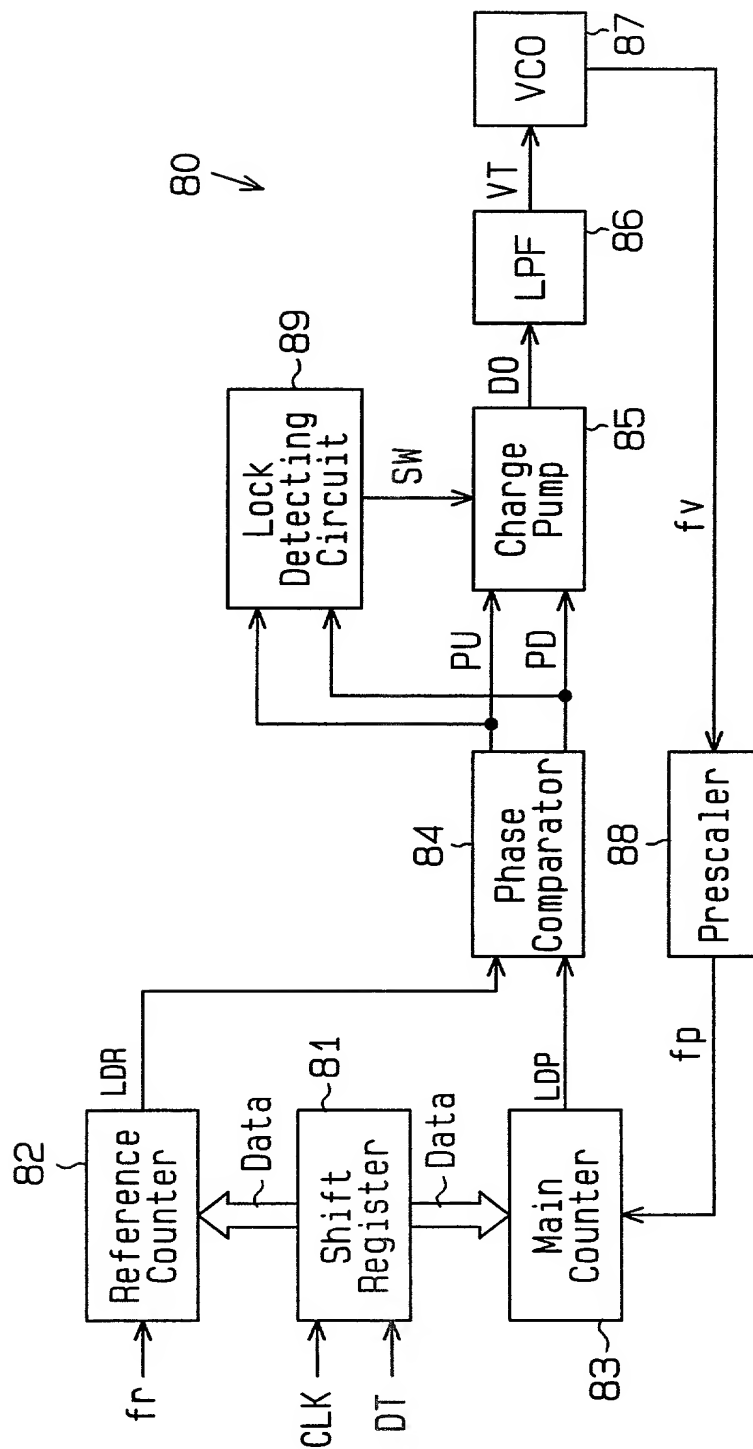 80
fr
82
Reference
Counter
LDR
Data
CLK
DT
81
Shift
Register
Data
83
Main
Counter
LDP
fp
84
Phase
Comparator
PU
PD
89
Lock
Detecting
Circuit
SW
85
Charge
Pump
DO
86
LPF
VT
87
VCO
fv
88
Prescaler